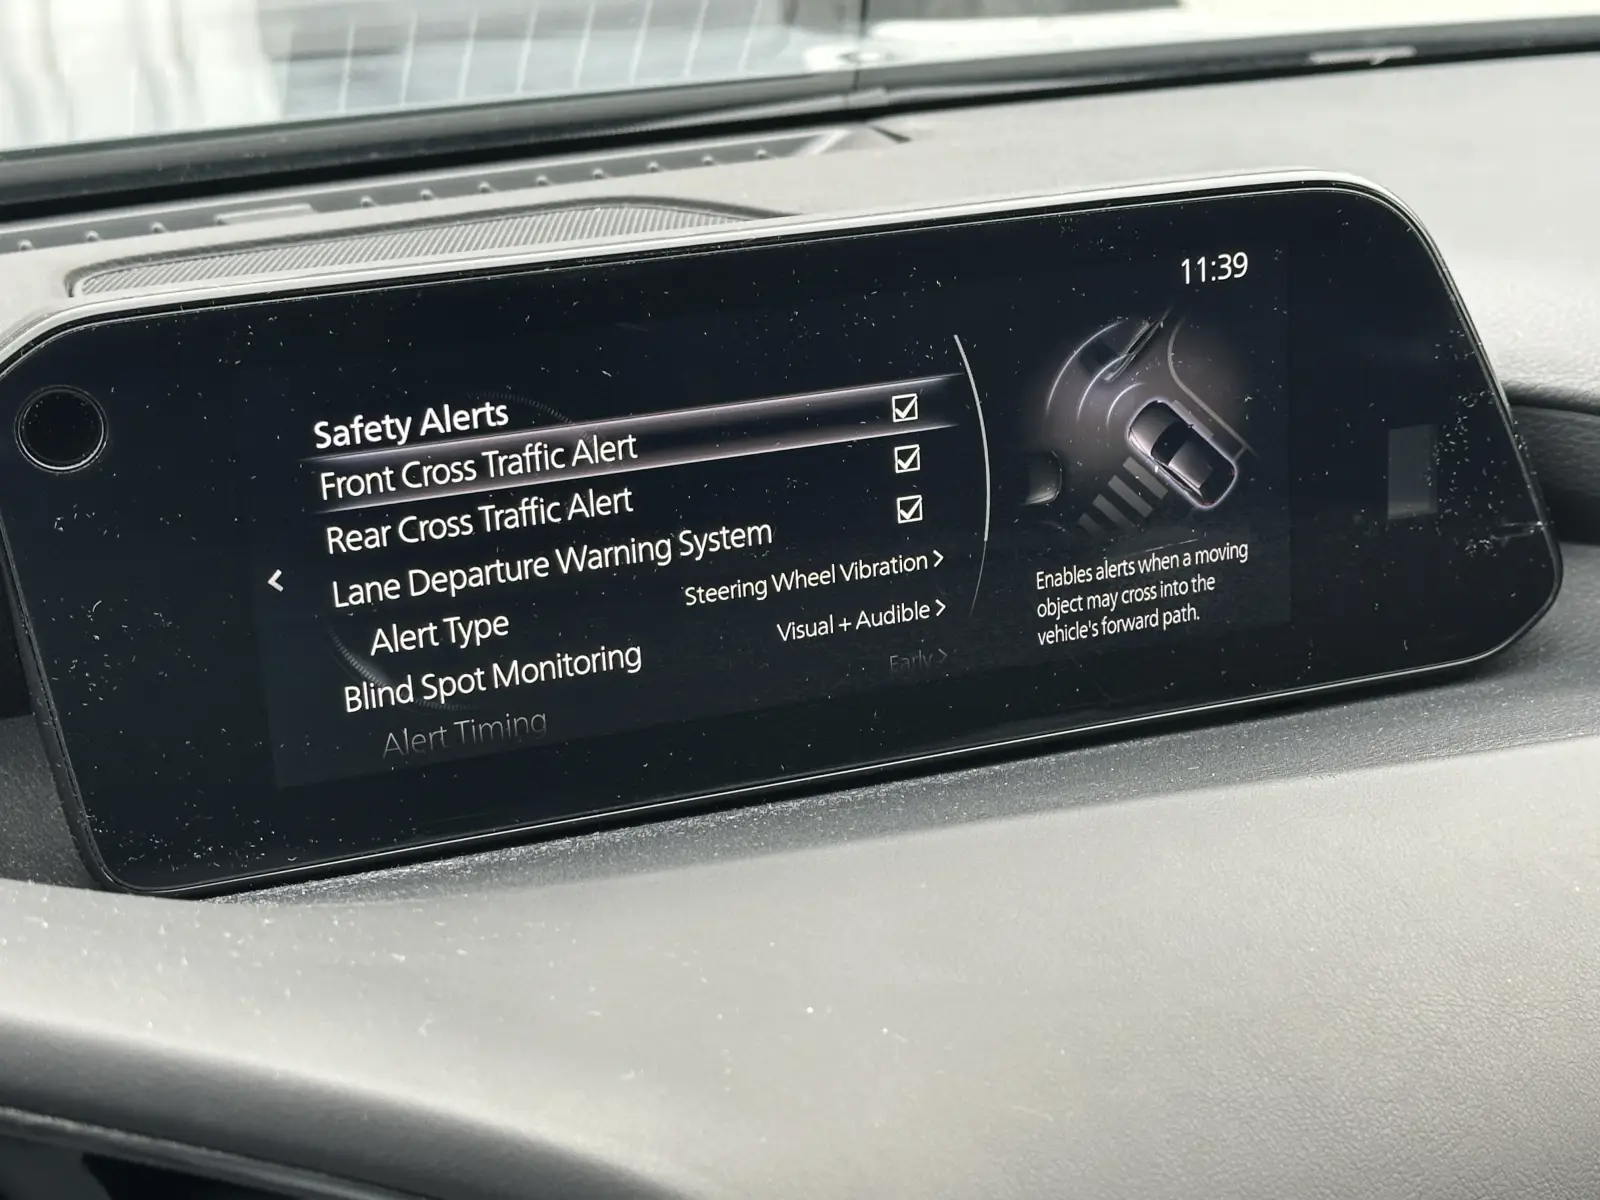 11:39
Safety Alerts
Front Cross Traffic Alert
Rear Cross Traffic Alert
Lane Departure Warning System
Alert Type Steering Wheel Vibration >
Blind Spot Monitoring Visual + Audible >
Alert Timing Early >
Enables alerts when a moving
object may cross into the
vehicle's forward path.